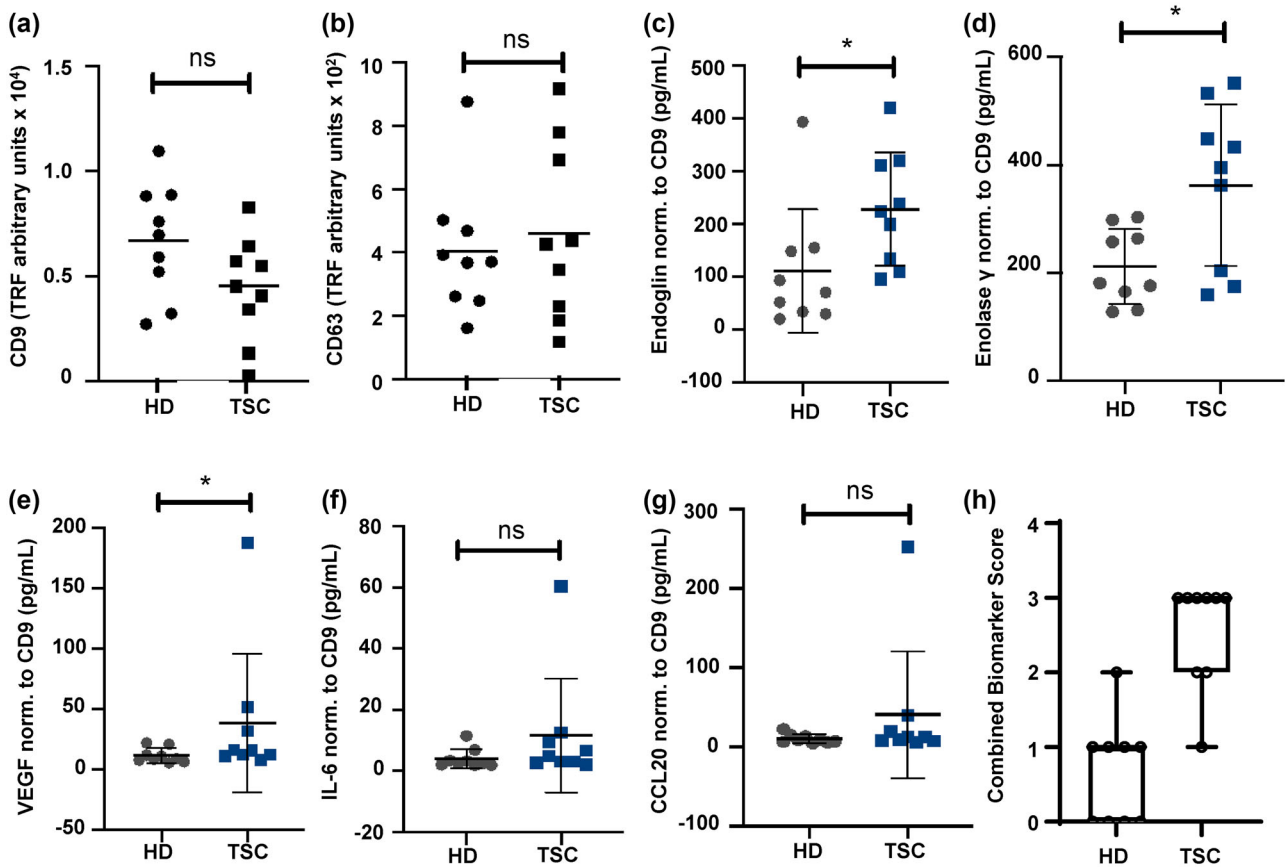 (a)
ns
CD9 (TRF arbitrary units x 10⁴)
1.5
1.0
0.5
0
HD
TSC
(b)
ns
CD63 (TRF arbitrary units x 10²)
10
8
6
4
2
0
HD
TSC
(c)
*
Endoglin norm. to CD9 (pg/mL)
500
400
300
200
100
0
-100
HD
TSC
(d)
*
Enolase γ norm. to CD9 (pg/mL)
600
400
200
0
HD
TSC
(e)
*
VEGF norm. to CD9 (pg/mL)
200
150
100
50
0
-50
HD
TSC
(f)
ns
IL-6 norm. to CD9 (pg/mL)
80
60
40
20
0
-20
HD
TSC
(g)
ns
CCL20 norm. to CD9 (pg/mL)
300
200
100
0
-100
HD
TSC
(h)
Combined Biomarker Score
4
3
2
1
0
HD
TSC